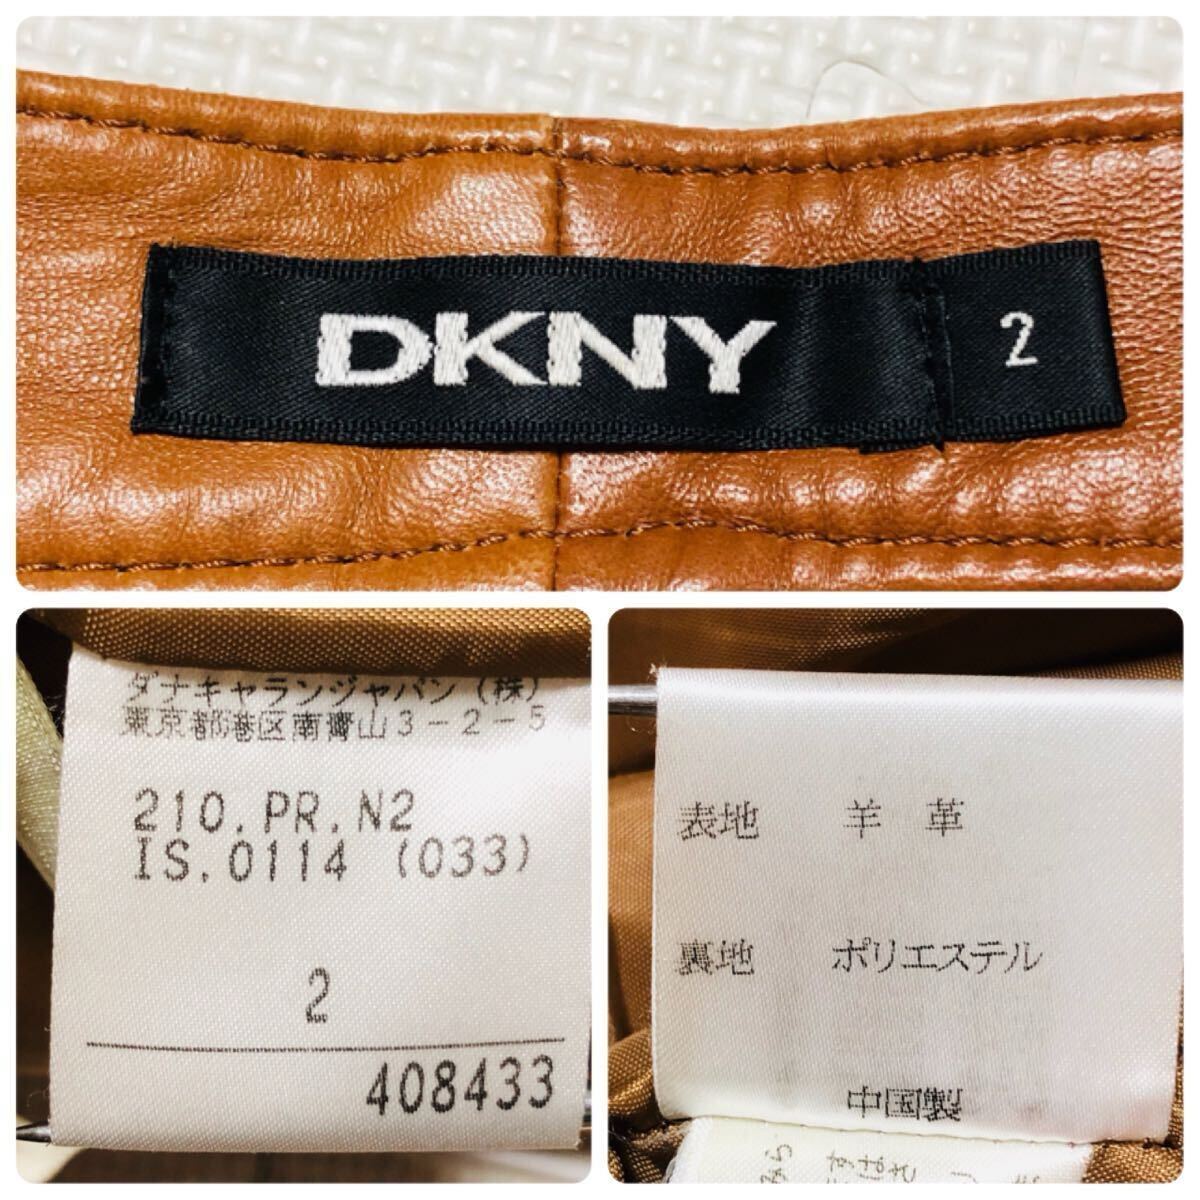 DKNY 2
ダナキャランジャパン(株)
東京都港区南青山3-2-5
210.PR.N2
IS.0114 (033)
2
408433
表地 羊革
裏地 ポリエステル
中国製